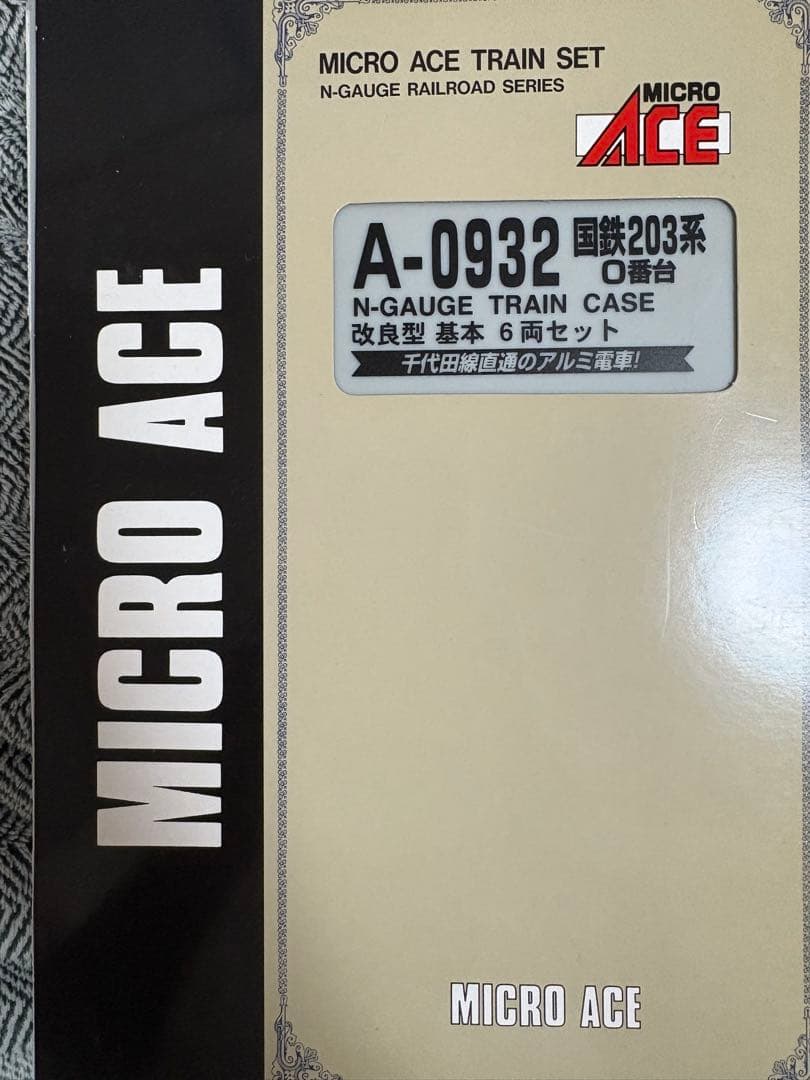 MICRO ACE TRAIN SET
N-GAUGE RAILROAD SERIES
MICRO
ACE
A-0932 国鉄203系
0番台
N-GAUGE TRAIN CASE
改良型 基本 6両セット
千代田線直通のアルミ電車!
MICRO ACE
MICRO ACE